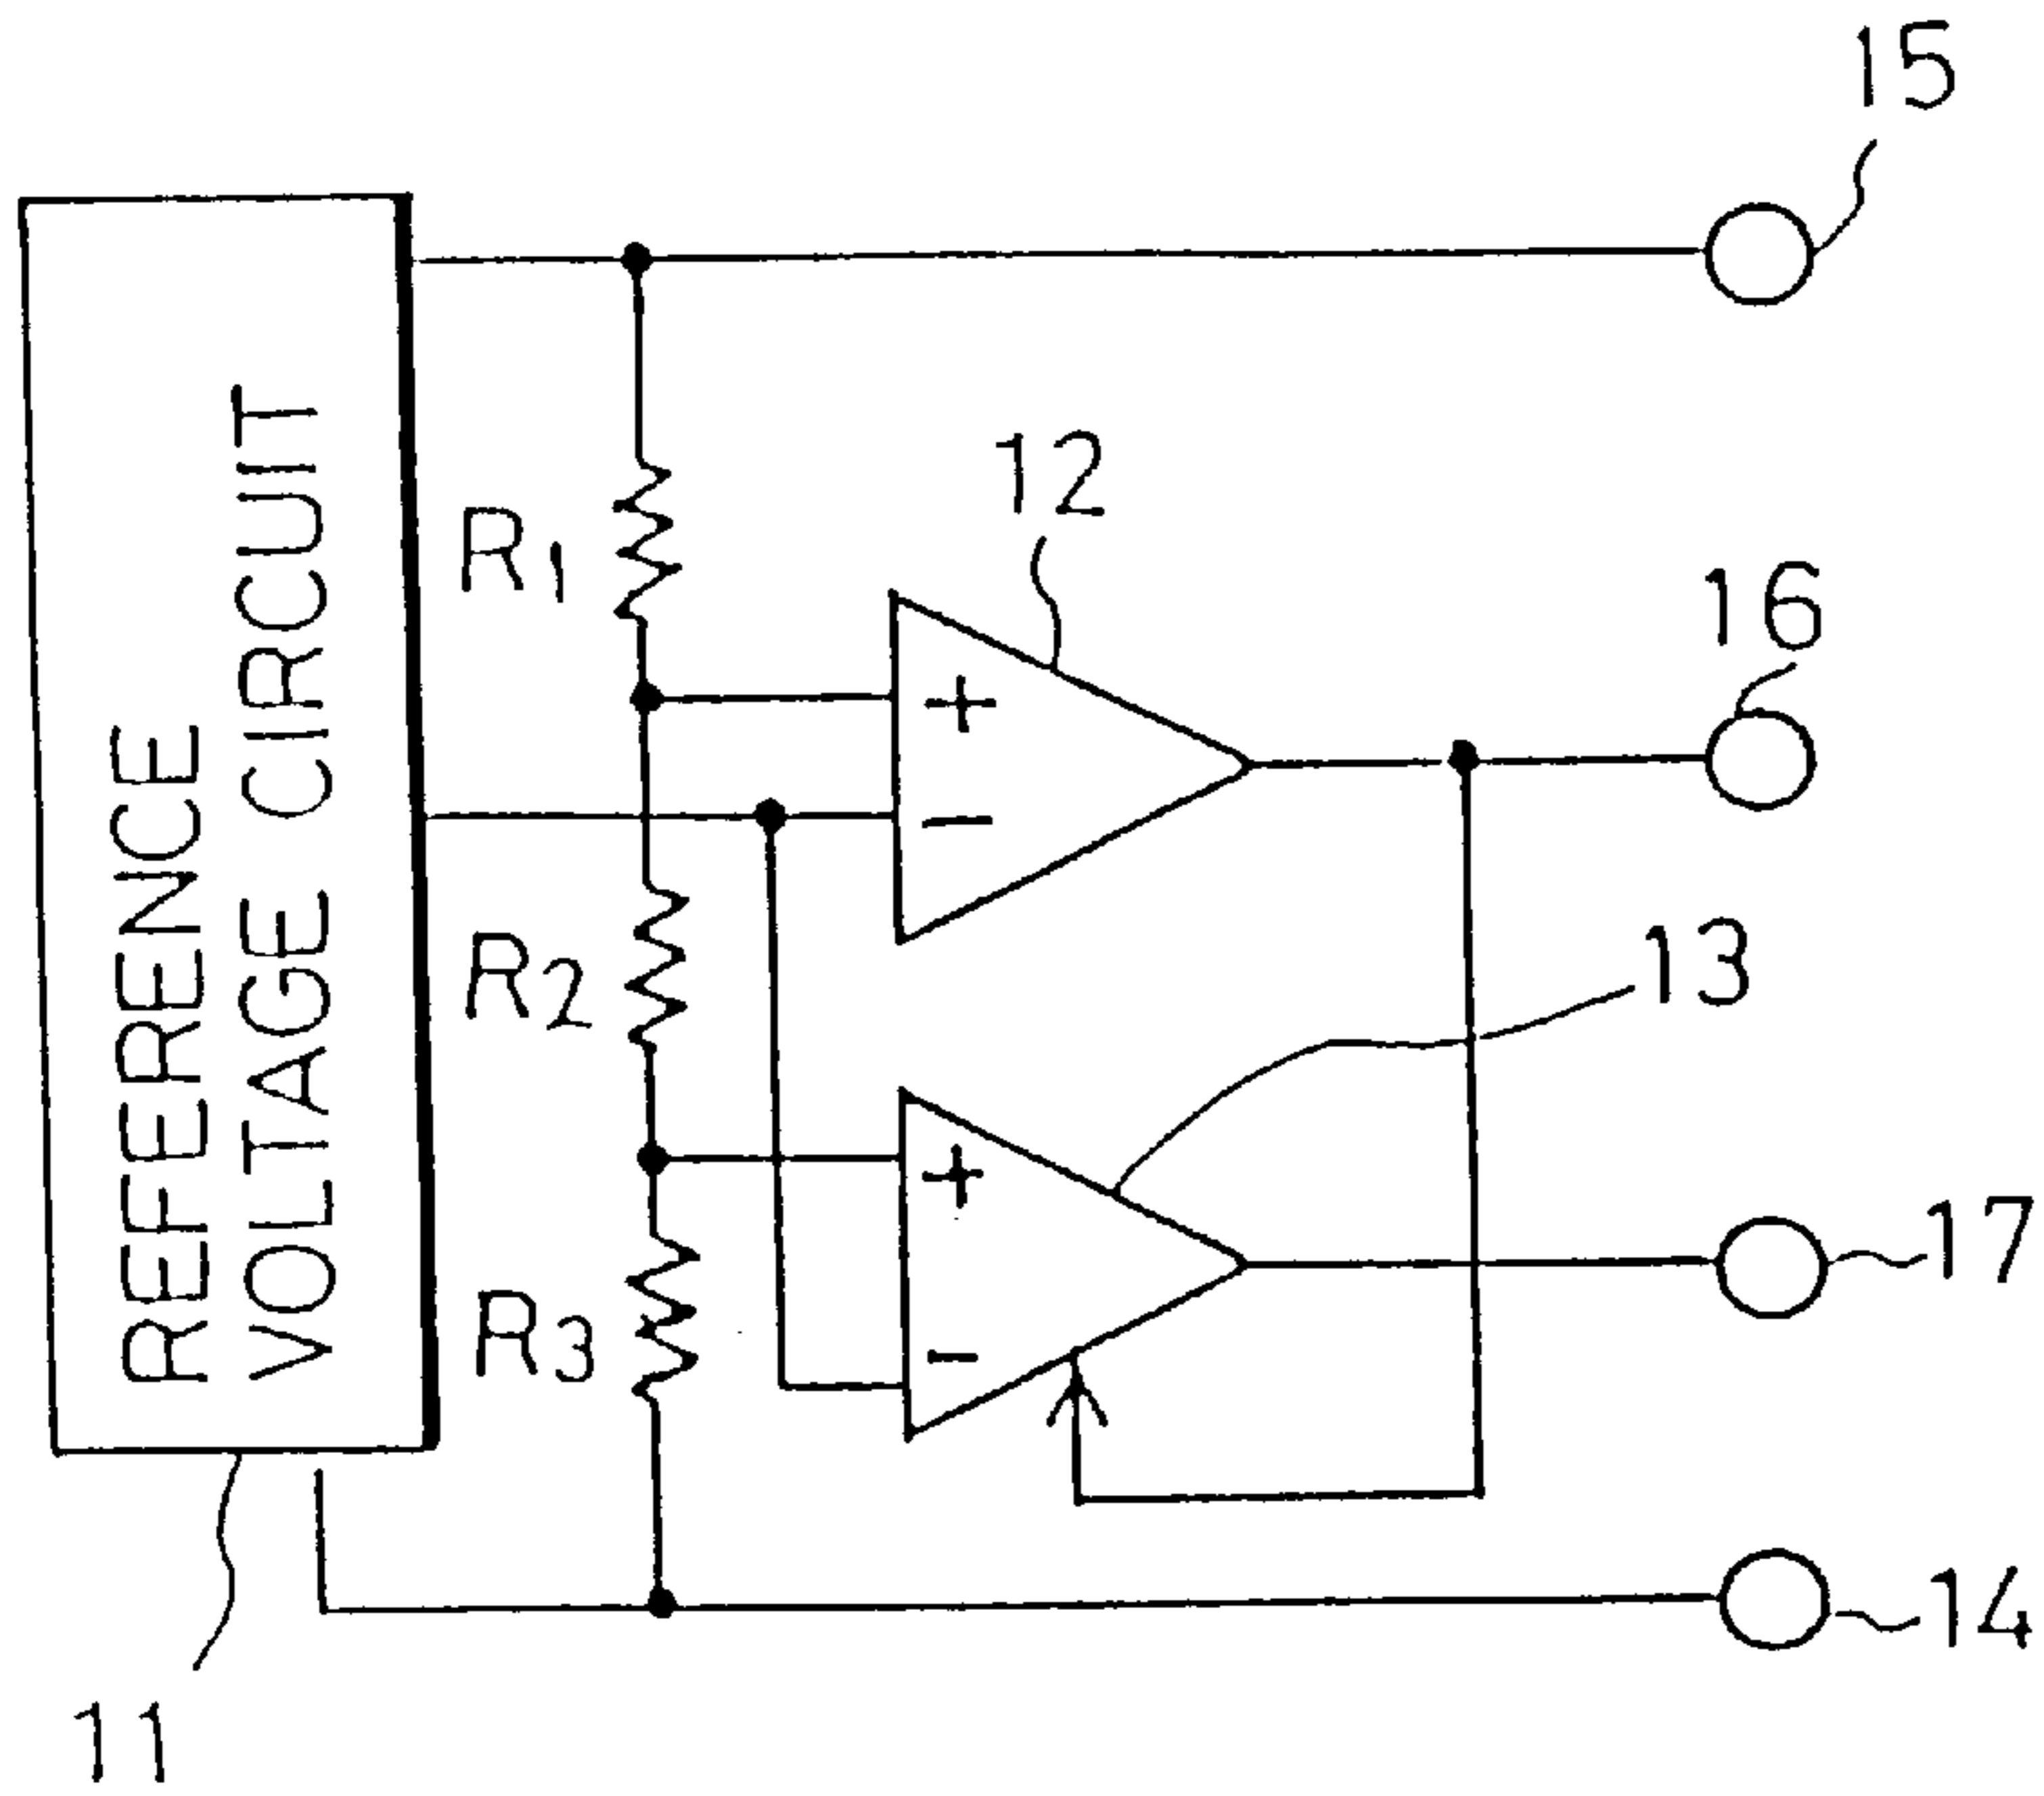 15
REFERENCE
VOLTAGE CIRCUIT
12
R1
16
+
−
R2
13
+
−
17
R3
14
11